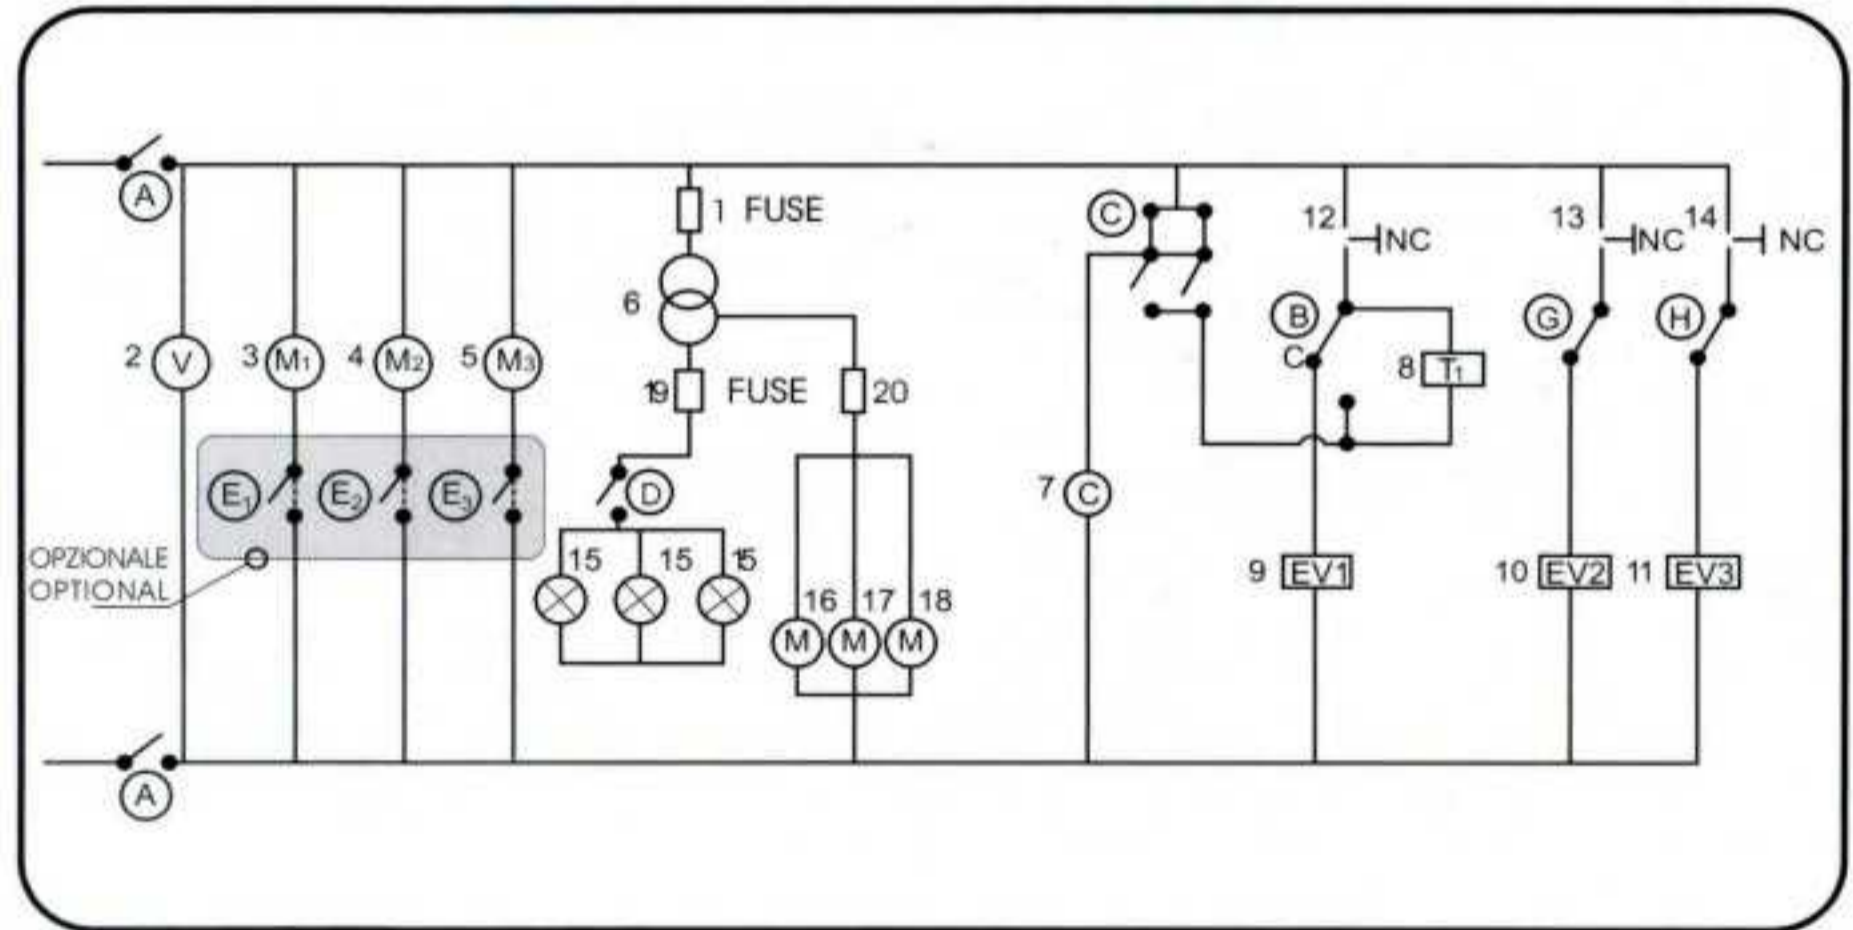 A
1 FUSE
C
12
NC
13
NC
14
NC
6
B
G
H
2 V
3 M1
4 M2
5 M3
C
8 T1
19 FUSE
20
E1
E2
E3
D
7 C
OPZIONALE
OPTIONAL
15
15
15
9 EV1
10 EV2
11 EV3
16
17
18
M
M
M
A